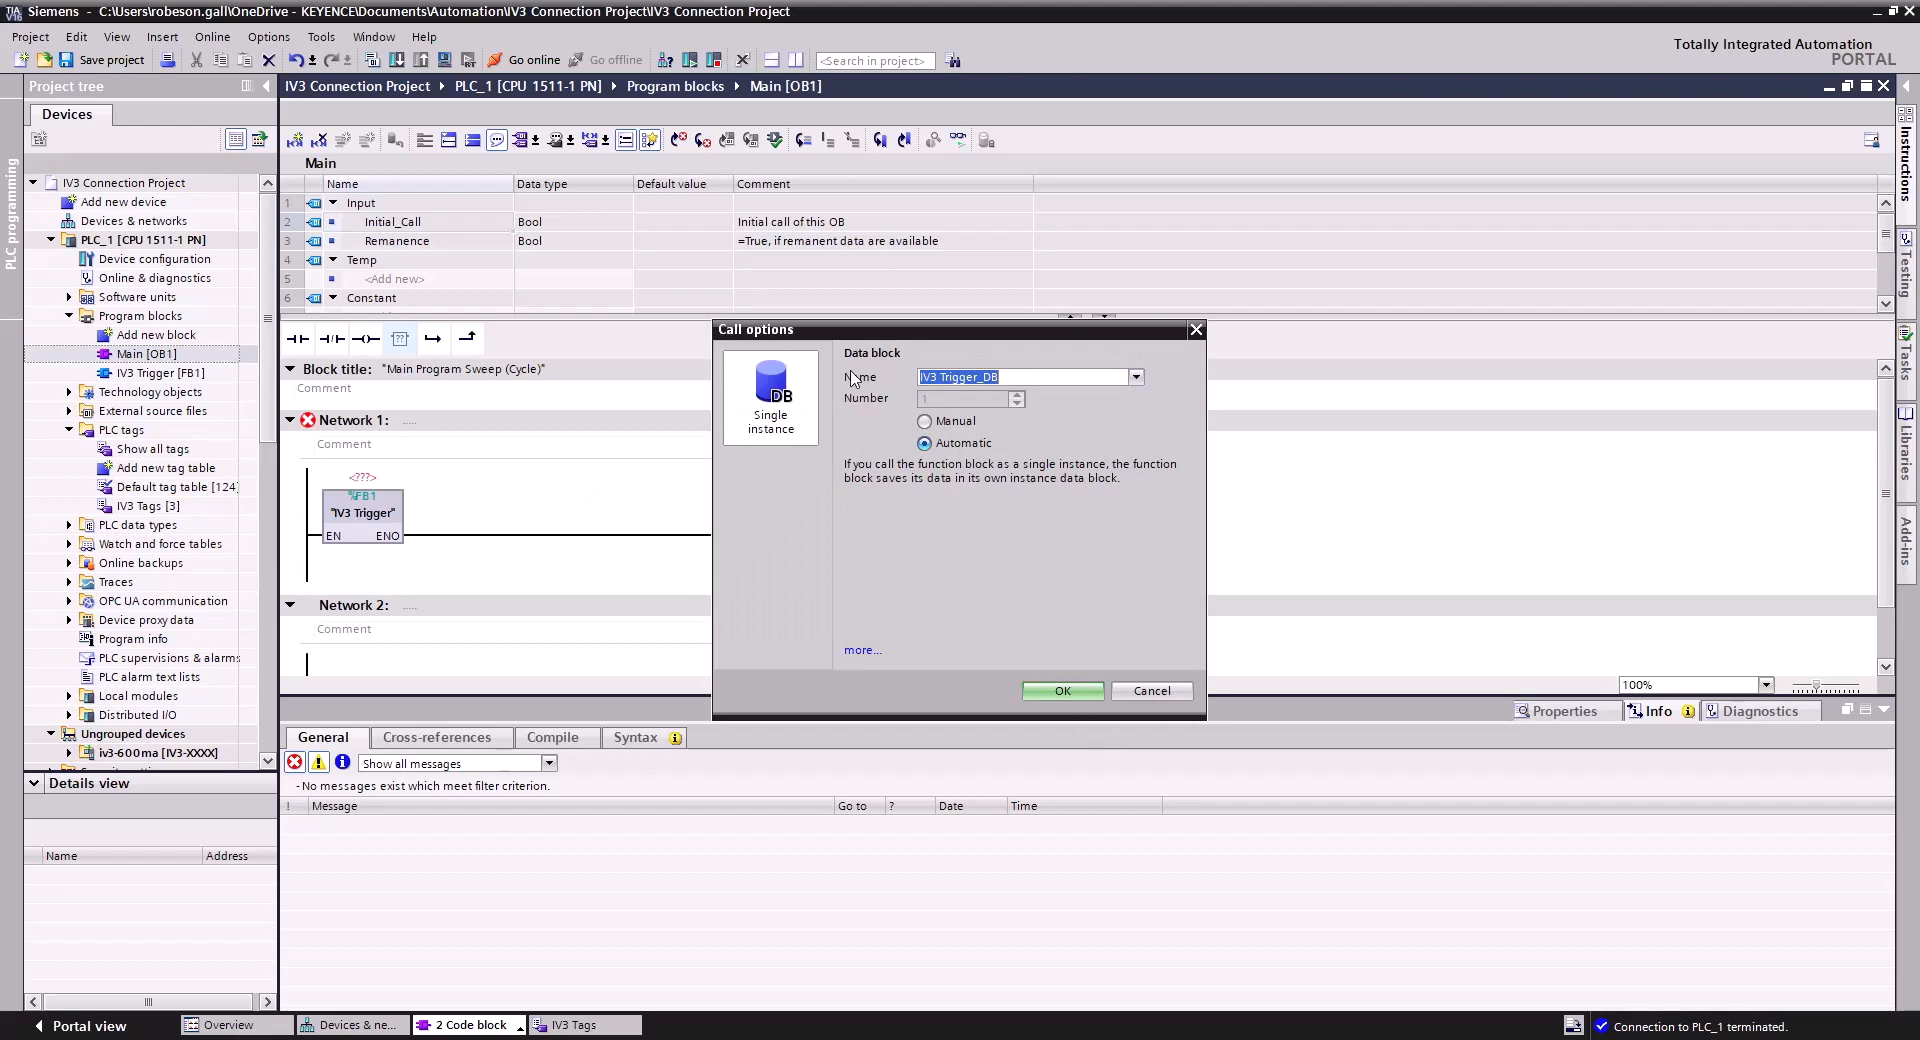 Siemens - C:\Users\robeson.gall\OneDrive - KEYENCE\Documents\Automation\IV3 Connection Project\IV3 Connection Project
Project Edit View Insert Online Options Tools Window Help
Totally Integrated Automation
PORTAL
Save project Go online Go offline <Search in project>
Project tree
IV3 Connection Project PLC_1 [CPU 1511-1 PN] Program blocks Main [OB1]
Devices
PLC programming
IV3 Connection Project
Add new device
Devices & networks
PLC_1 [CPU 1511-1 PN]
Device configuration
Online & diagnostics
Software units
Program blocks
Add new block
Main [OB1]
IV3 Trigger [FB1]
Technology objects
External source files
PLC tags
Show all tags
Add new tag table
Default tag table [124]
IV3 Tags [3]
PLC data types
Watch and force tables
Online backups
Traces
OPC UA communication
Device proxy data
Program info
PLC supervisions & alarms
PLC alarm text lists
Local modules
Distributed I/O
Ungrouped devices
iv3-600ma [IV3-XXXX]
Details view
Name Address
Main
Name Data type Default value Comment
1 Input
2 Initial_Call Bool Initial call of this OB
3 Remanence Bool =True, if remanent data are available
4 Temp
5 <Add new>
6 Constant
??
Block title: "Main Program Sweep (Cycle)"
Comment
Network 1: .....
Comment
<???>
%FB1
"IV3 Trigger"
EN ENO
Network 2: .....
Comment
Call options
DB
Single
instance
Data block
Name IV3 Trigger_DB
Number 1
Manual
Automatic
If you call the function block as a single instance, the function
block saves its data in its own instance data block.
more...
OK Cancel
100%
Properties Info Diagnostics
General Cross-references Compile Syntax
Show all messages
- No messages exist which meet filter criterion.
! Message Go to ? Date Time
Instructions
Testing
Tasks
Libraries
Add-ins
Portal view Overview Devices & ne... 2 Code block IV3 Tags Connection to PLC_1 terminated.